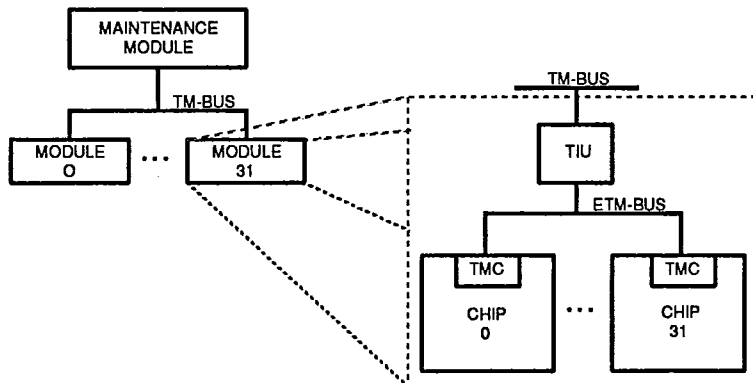 MAINTENANCE
MODULE
TM-BUS
MODULE
0
...
MODULE
31
TM-BUS
TIU
ETM-BUS
TMC
CHIP
0
...
TMC
CHIP
31